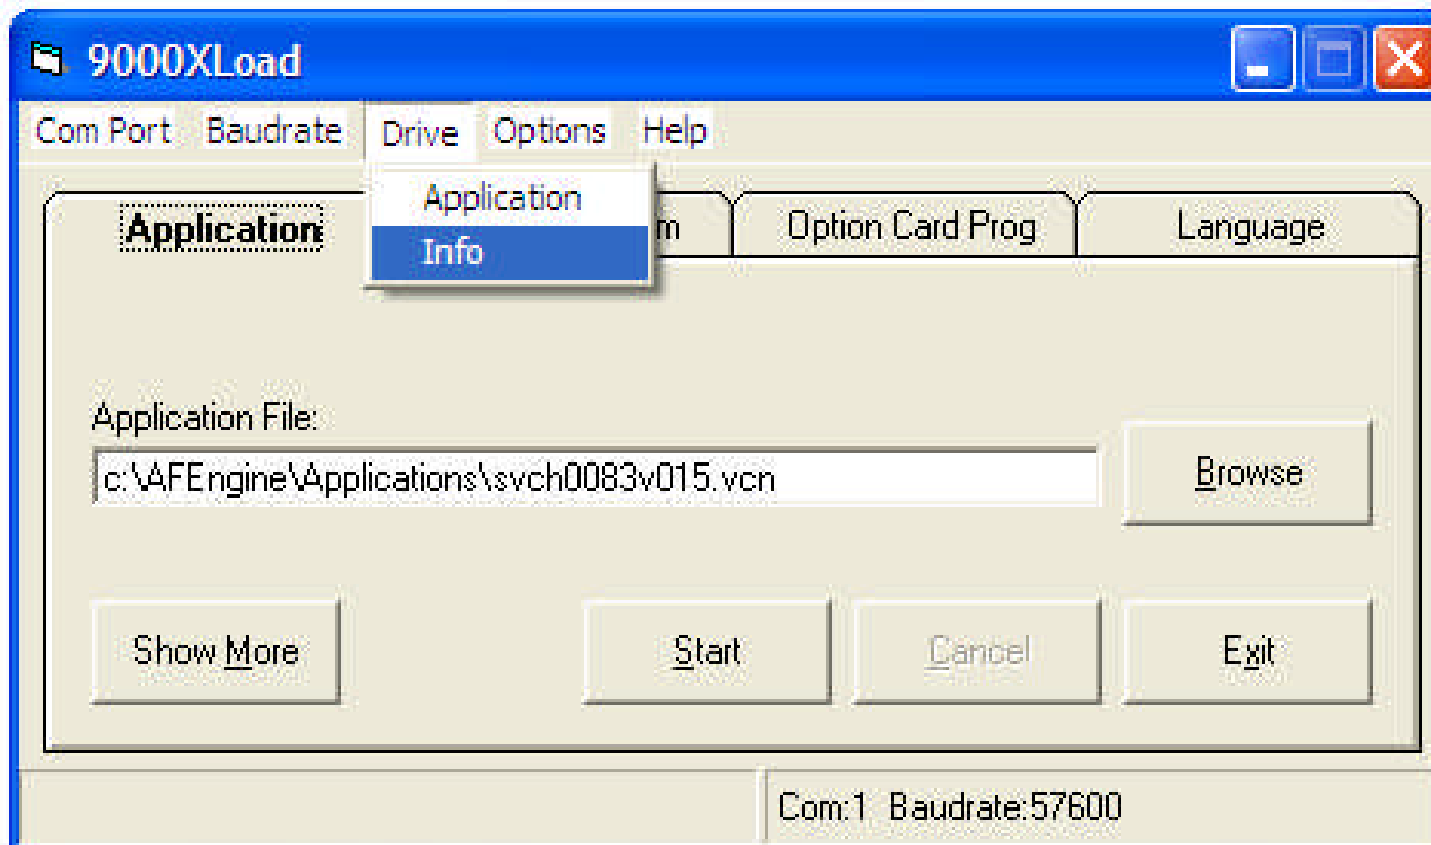 9000XLoad
Com Port Baudrate Drive Options Help
Application
Info
Application Option Card Prog Language
Application File:
c:\AFEngine\Applications\svch0083v015.vcn
Browse
Show More Start Cancel Exit
Com:1 Baudrate:57600